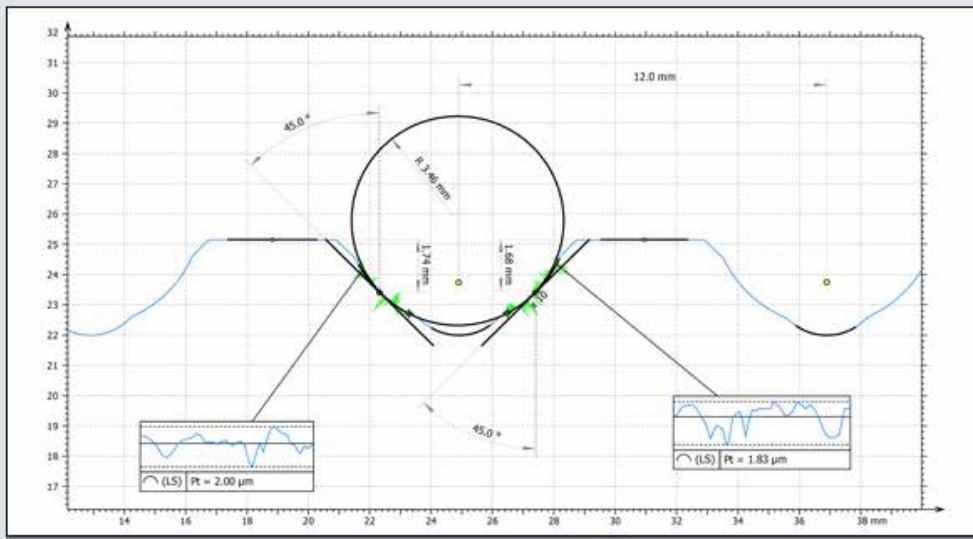 32
31
30
29
28
27
26
25
24
23
22
21
20
19
18
17
12.0 mm
45.0 °
R 3.46 mm
1.74 mm
1.68 mm
x 10
45.0 °
(LS) Pt = 2.00 µm
(LS) Pt = 1.83 µm
14 16 18 20 22 24 26 28 30 32 34 36 38 mm